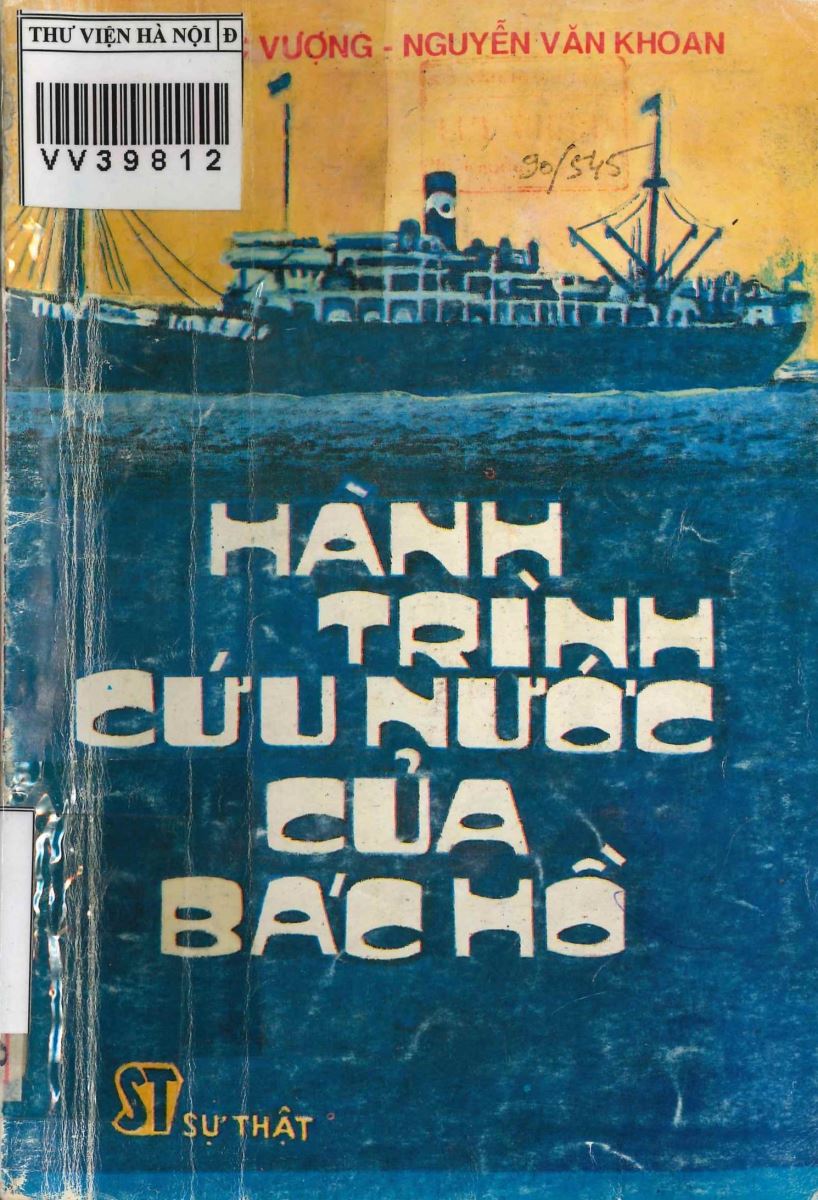 THƯ VIỆN HÀ NỘI Đ
VV39812
VƯỢNG - NGUYỄN VĂN KHOAN
90/545
HÀNH
TRÌNH
CỨU NƯỚC
CỦA
BÁC HỒ
ST SỰ THẬT